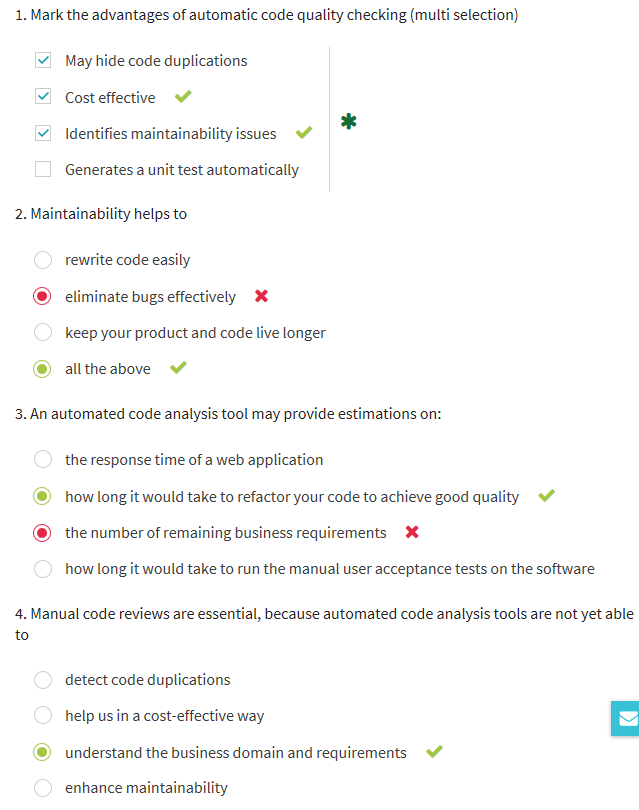 1. Mark the advantages of automatic code quality checking (multi selection)
May hide code duplications
Cost effective
Identifies maintainability issues
Generates a unit test automatically
2. Maintainability helps to
rewrite code easily
eliminate bugs effectively
keep your product and code live longer
all the above
3. An automated code analysis tool may provide estimations on:
the response time of a web application
how long it would take to refactor your code to achieve good quality
the number of remaining business requirements
how long it would take to run the manual user acceptance tests on the software
4. Manual code reviews are essential, because automated code analysis tools are not yet able
to
detect code duplications
help us in a cost-effective way
understand the business domain and requirements
enhance maintainability